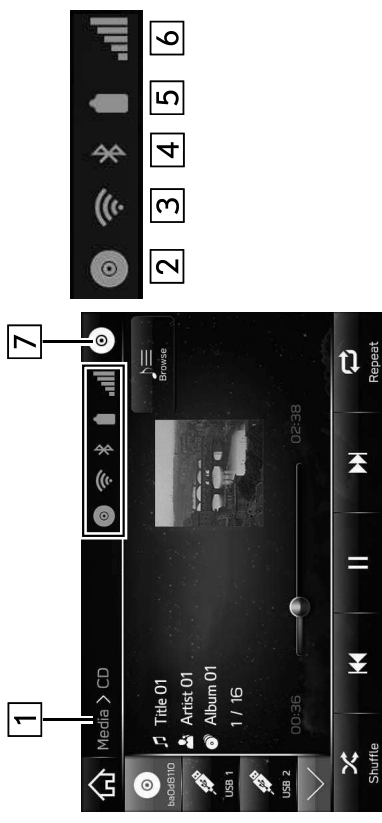 1
7
Media > CD
ba0d8110
Title 01
Artist 01
Album 01
1 / 16
Browse
USB 1
USB 2
00:36
02:38
Shuffle
Repeat
2
3
4
5
6